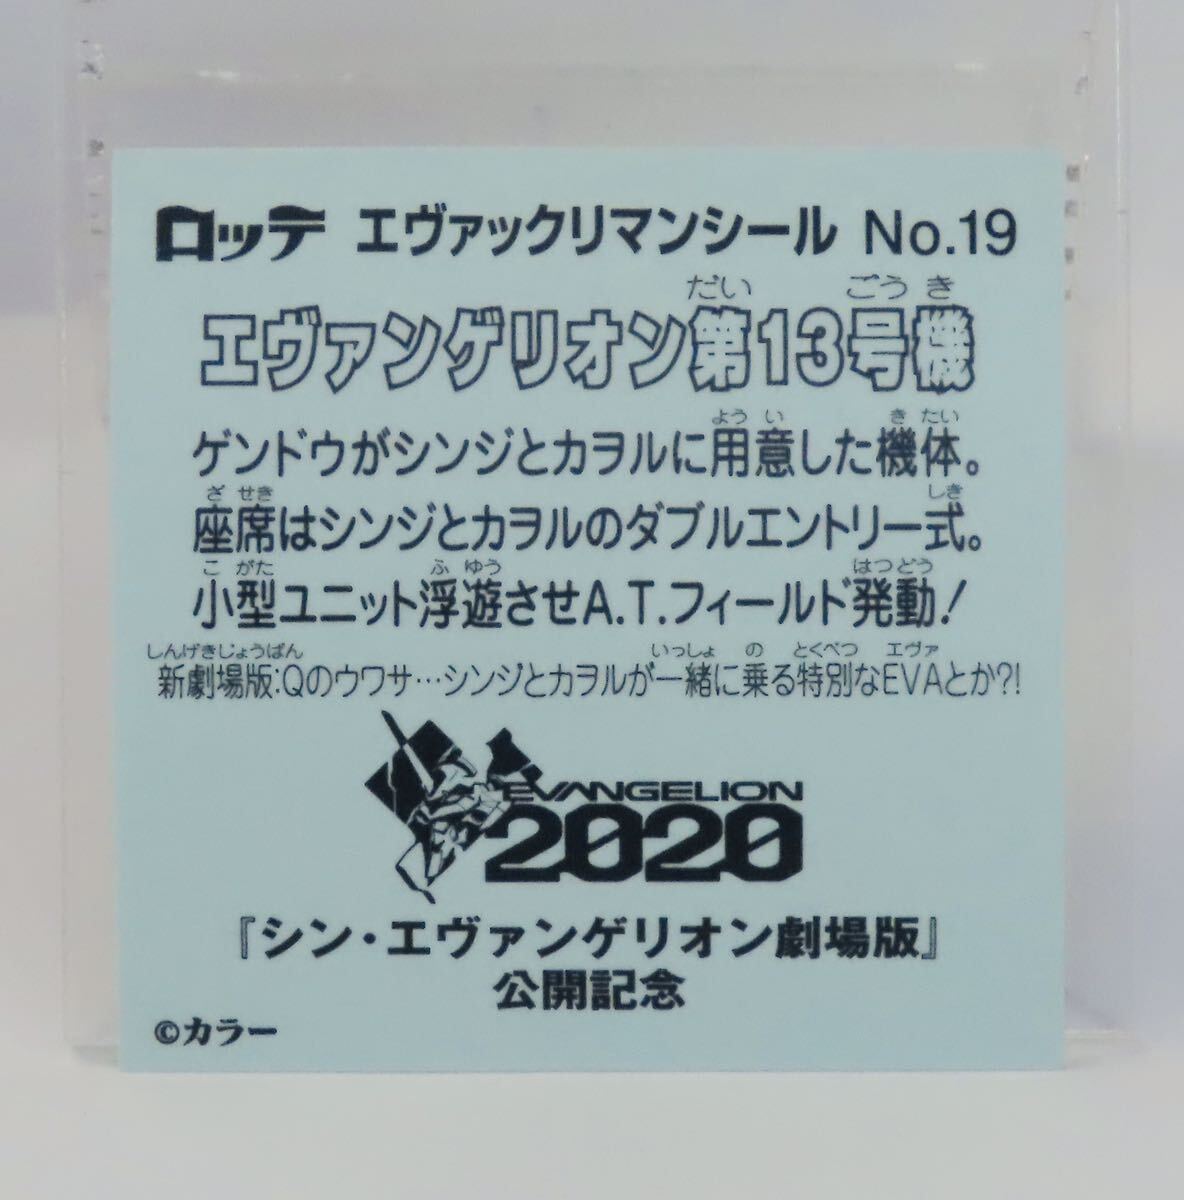 ロッテ エヴァックリマンシール No.19
だい ごう き
エヴァンゲリオン第13号機
よう い き たい
ゲンドウがシンジとカヲルに用意した機体。
ざ せき しき
座席はシンジとカヲルのダブルエントリー式。
こ がた ふ ゆう はつどう
小型ユニット浮遊させA.T.フィールド発動!
しんげきじょうばん いっしょ の とくべつ エヴァ
新劇場版:Qのウワサ…シンジとカヲルが一緒に乗る特別なEVAとか?!
EVANGELION
2020
『シン・エヴァンゲリオン劇場版』
公開記念
©カラー